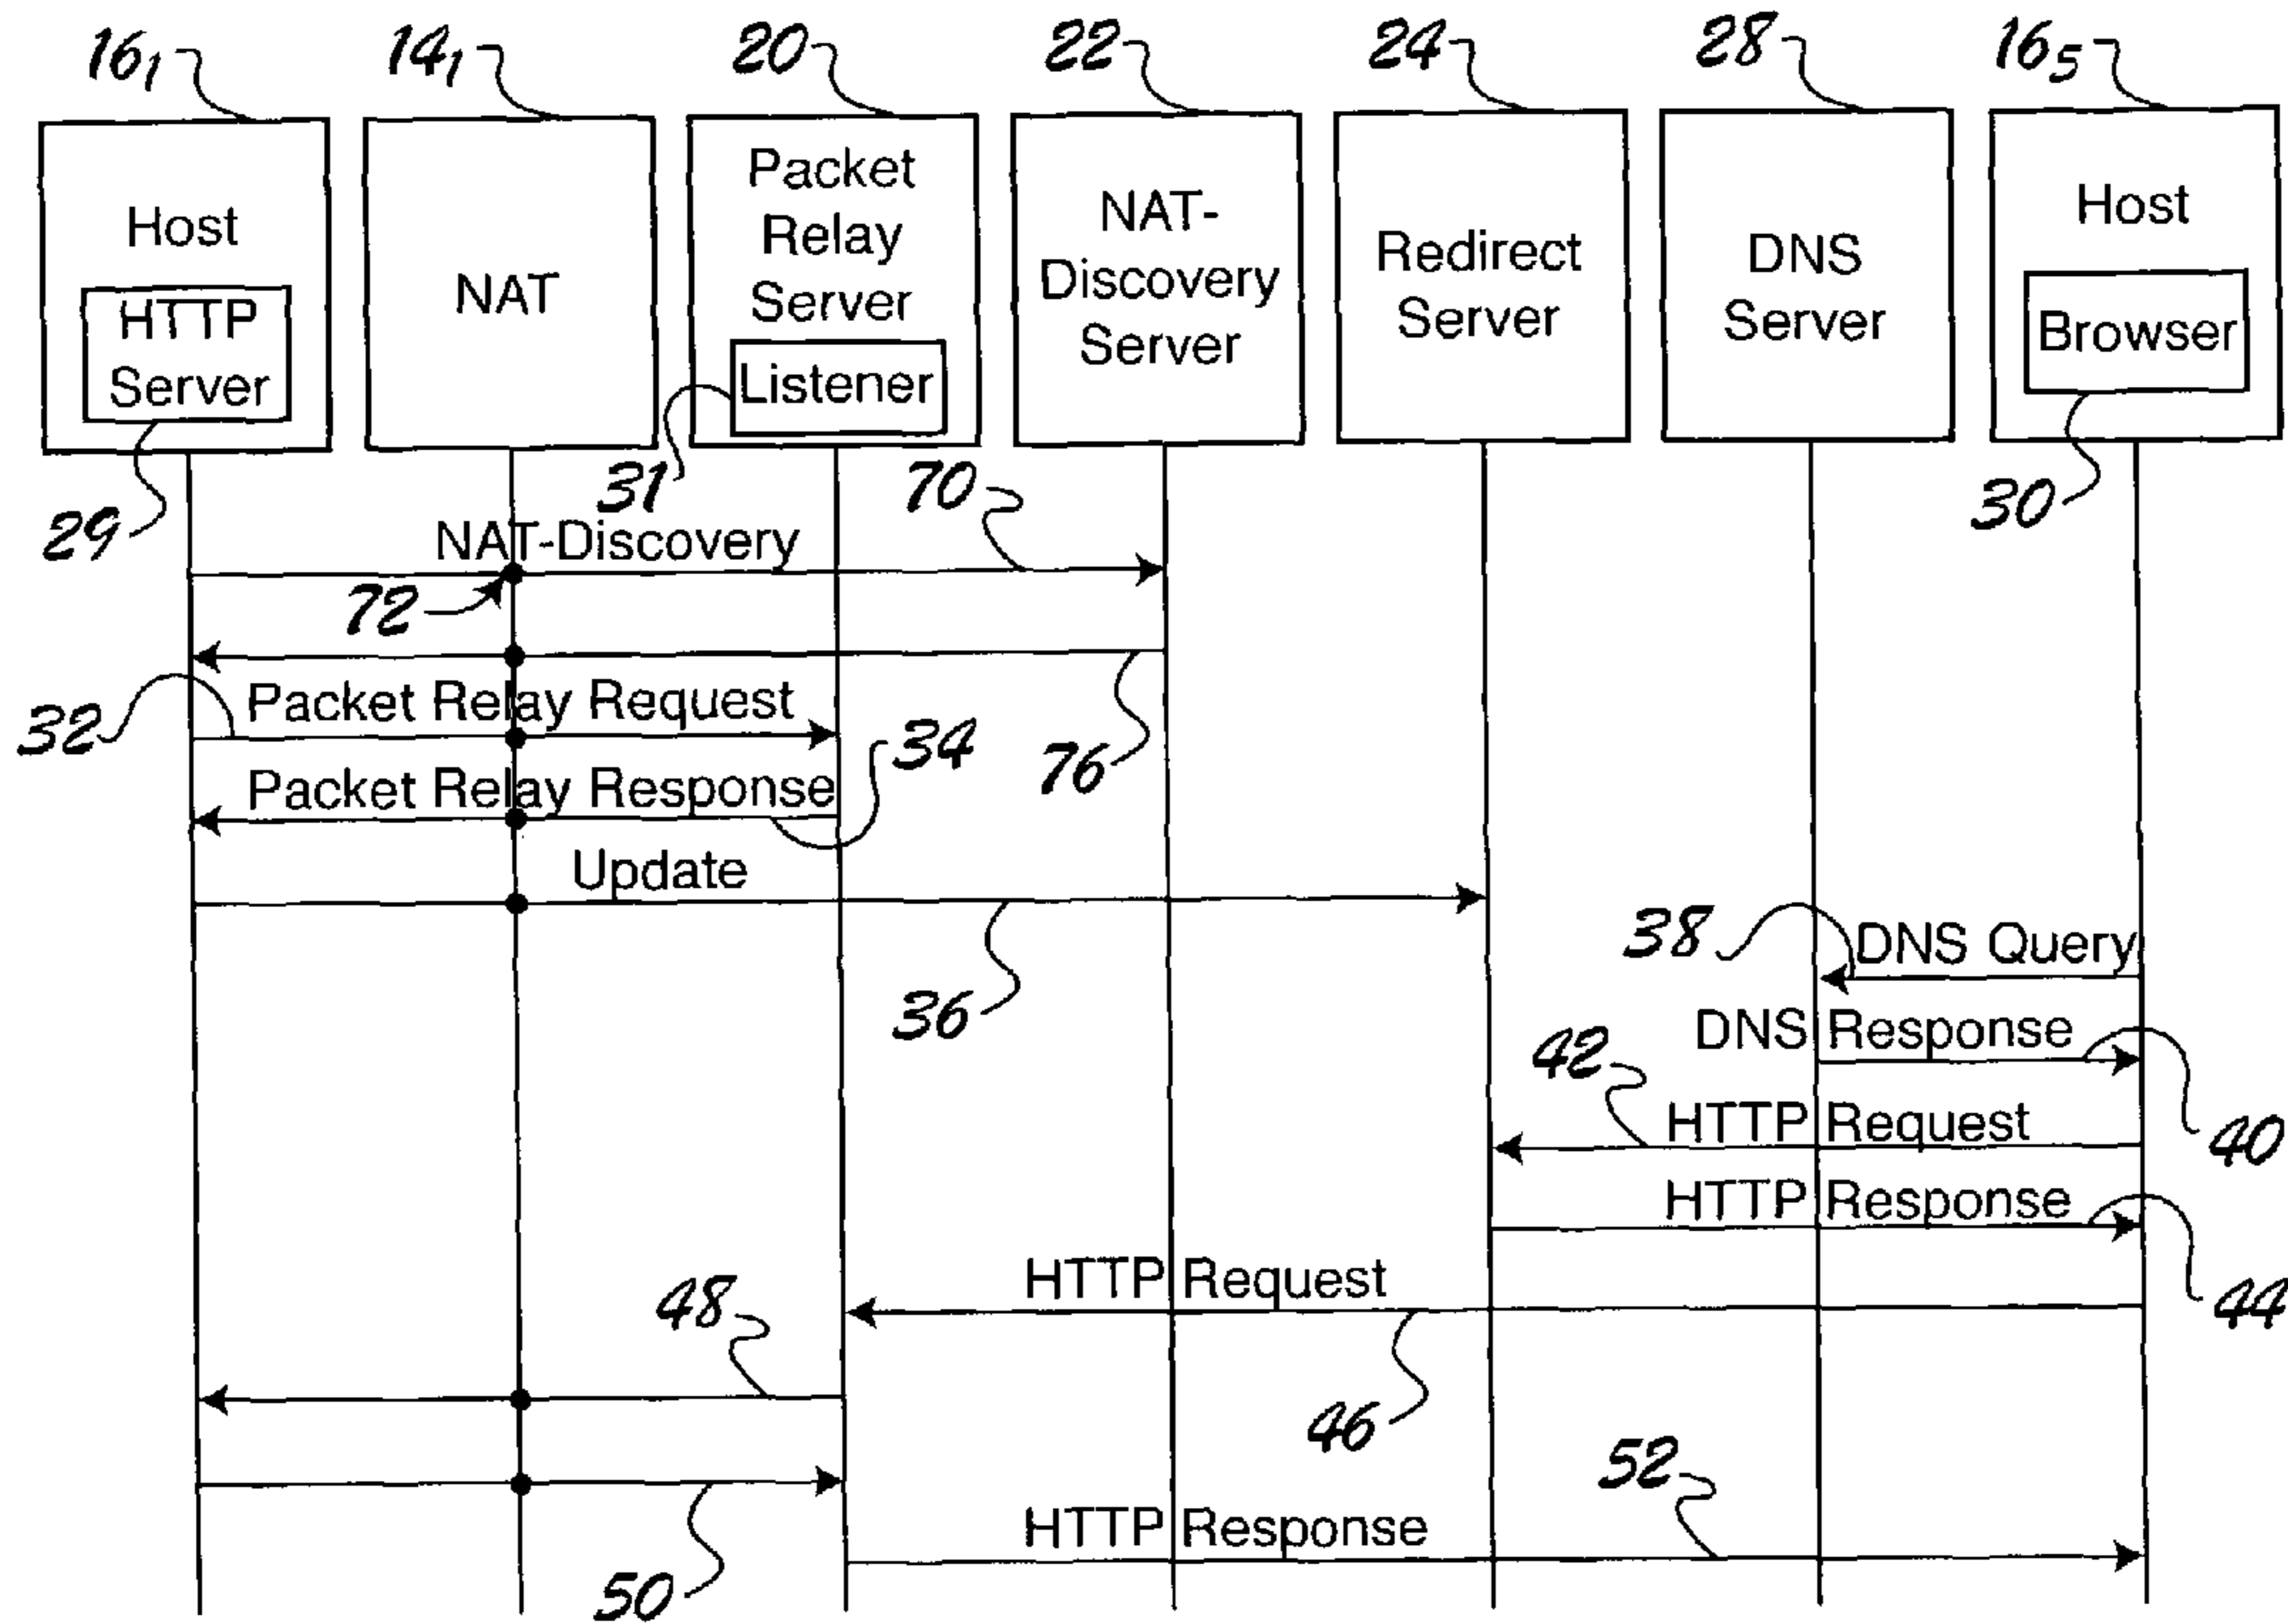 16₁
14₁
20
22
24
28
16₅
Host
HTTP
Server
NAT
Packet
Relay
Server
Listener
NAT-
Discovery
Server
Redirect
Server
DNS
Server
Host
Browser
29
31
70
30
NAT-Discovery
72
32
Packet Relay Request
34
76
Packet Relay Response
Update
36
38
DNS Query
DNS Response
42
40
HTTP Request
HTTP Response
44
HTTP Request
48
46
52
50
HTTP Response